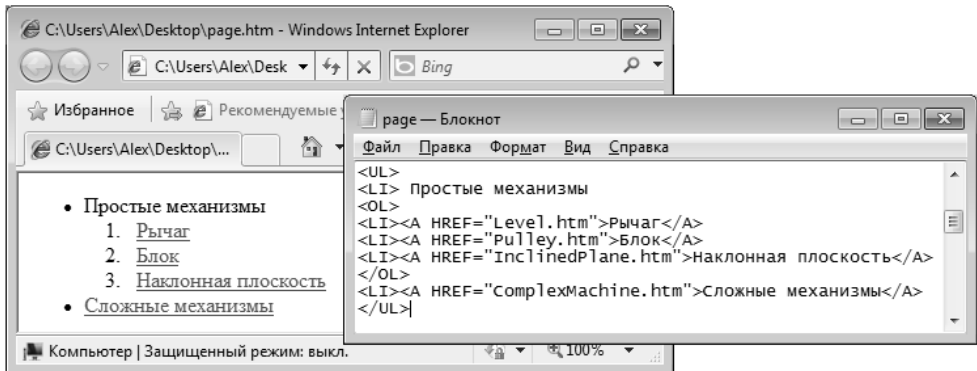 C:\Users\Alex\Desktop\page.htm - Windows Internet Explorer
C:\Users\Alex\Desk
Bing
Избранное
Рекомендуемые
C:\Users\Alex\Desktop\...
• Простые механизмы
1. Рычаг
2. Блок
3. Наклонная плоскость
• Сложные механизмы
Компьютер | Защищенный режим: выкл.
100%
page — Блокнот
Файл Правка Формат Вид Справка
<UL>
<LI> Простые механизмы
<OL>
<LI><A HREF="Level.htm">Рычаг</A>
<LI><A HREF="Pulley.htm">Блок</A>
<LI><A HREF="InclinedPlane.htm">Наклонная плоскость</A>
</OL>
<LI><A HREF="ComplexMachine.htm">Сложные механизмы</A>
</UL>